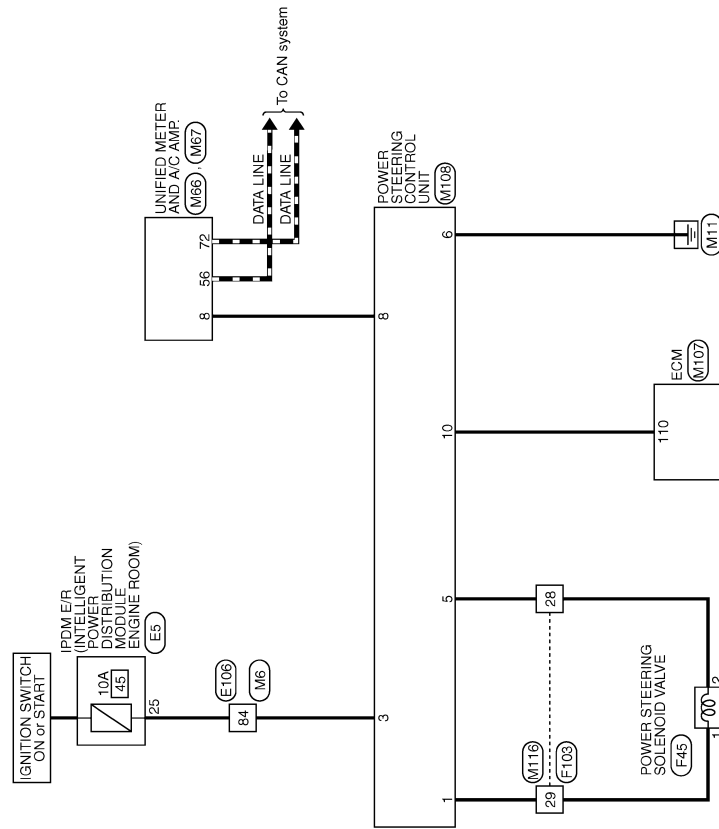 IGNITION SWITCH
ON or START
IPDM E/R
(INTELLIGENT
POWER
DISTRIBUTION
MODULE
ENGINE ROOM)
E5
10A
45
25
E106
84
M6
3
UNIFIED METER
AND A/C AMP.
M66 , M67
8
56
72
DATA LINE
DATA LINE
To CAN system
8
POWER
STEERING
CONTROL
UNIT
M108
1
5
10
6
M116
29
F103
28
POWER STEERING
SOLENOID VALVE
F45
1
2
110
ECM
M107
M11